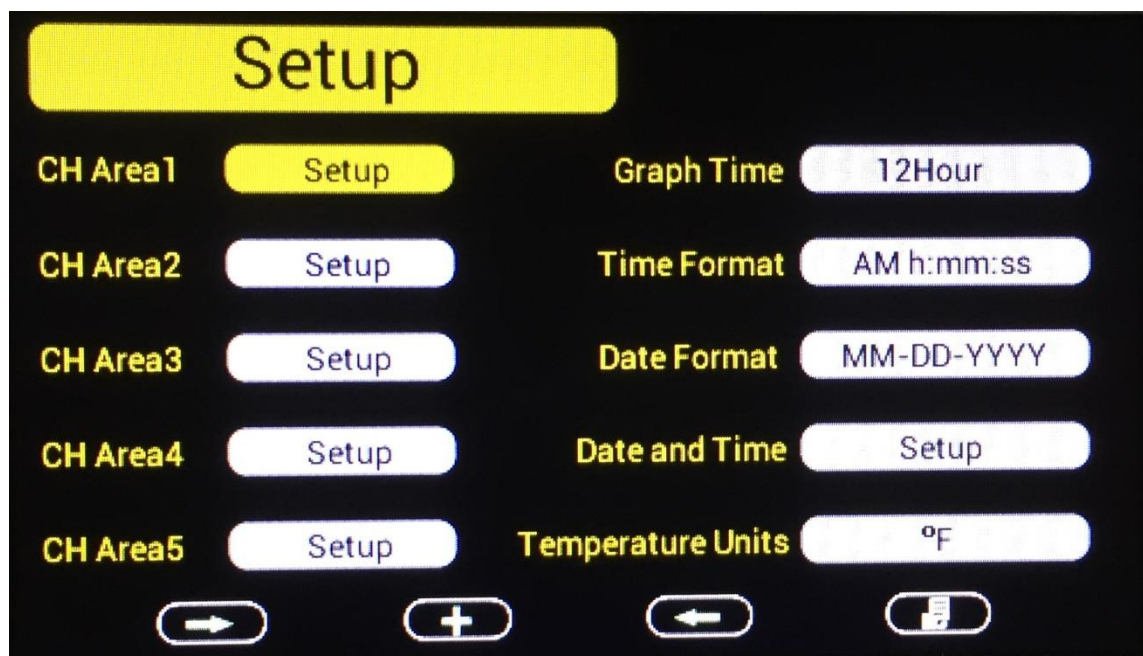 Setup
CH Area1 Setup Graph Time 12Hour
CH Area2 Setup Time Format AM h:mm:ss
CH Area3 Setup Date Format MM-DD-YYYY
CH Area4 Setup Date and Time Setup
CH Area5 Setup Temperature Units ºF